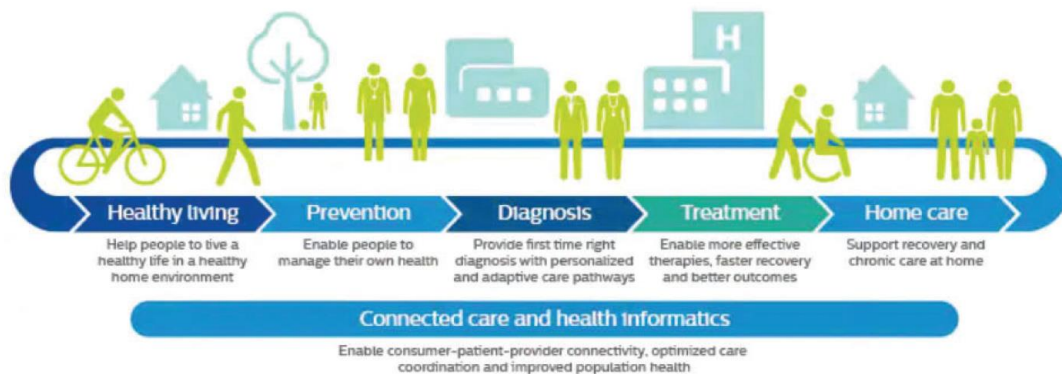 H
Healthy living
Help people to live a
healthy life in a healthy
home environment
Prevention
Enable people to
manage their own health
Diagnosis
Provide first time right
diagnosis with personalized
and adaptive care pathways
Treatment
Enable more effective
therapies, faster recovery
and better outcomes
Home care
Support recovery and
chronic care at home
Connected care and health informatics
Enable consumer-patient-provider connectivity, optimized care
coordination and improved population health